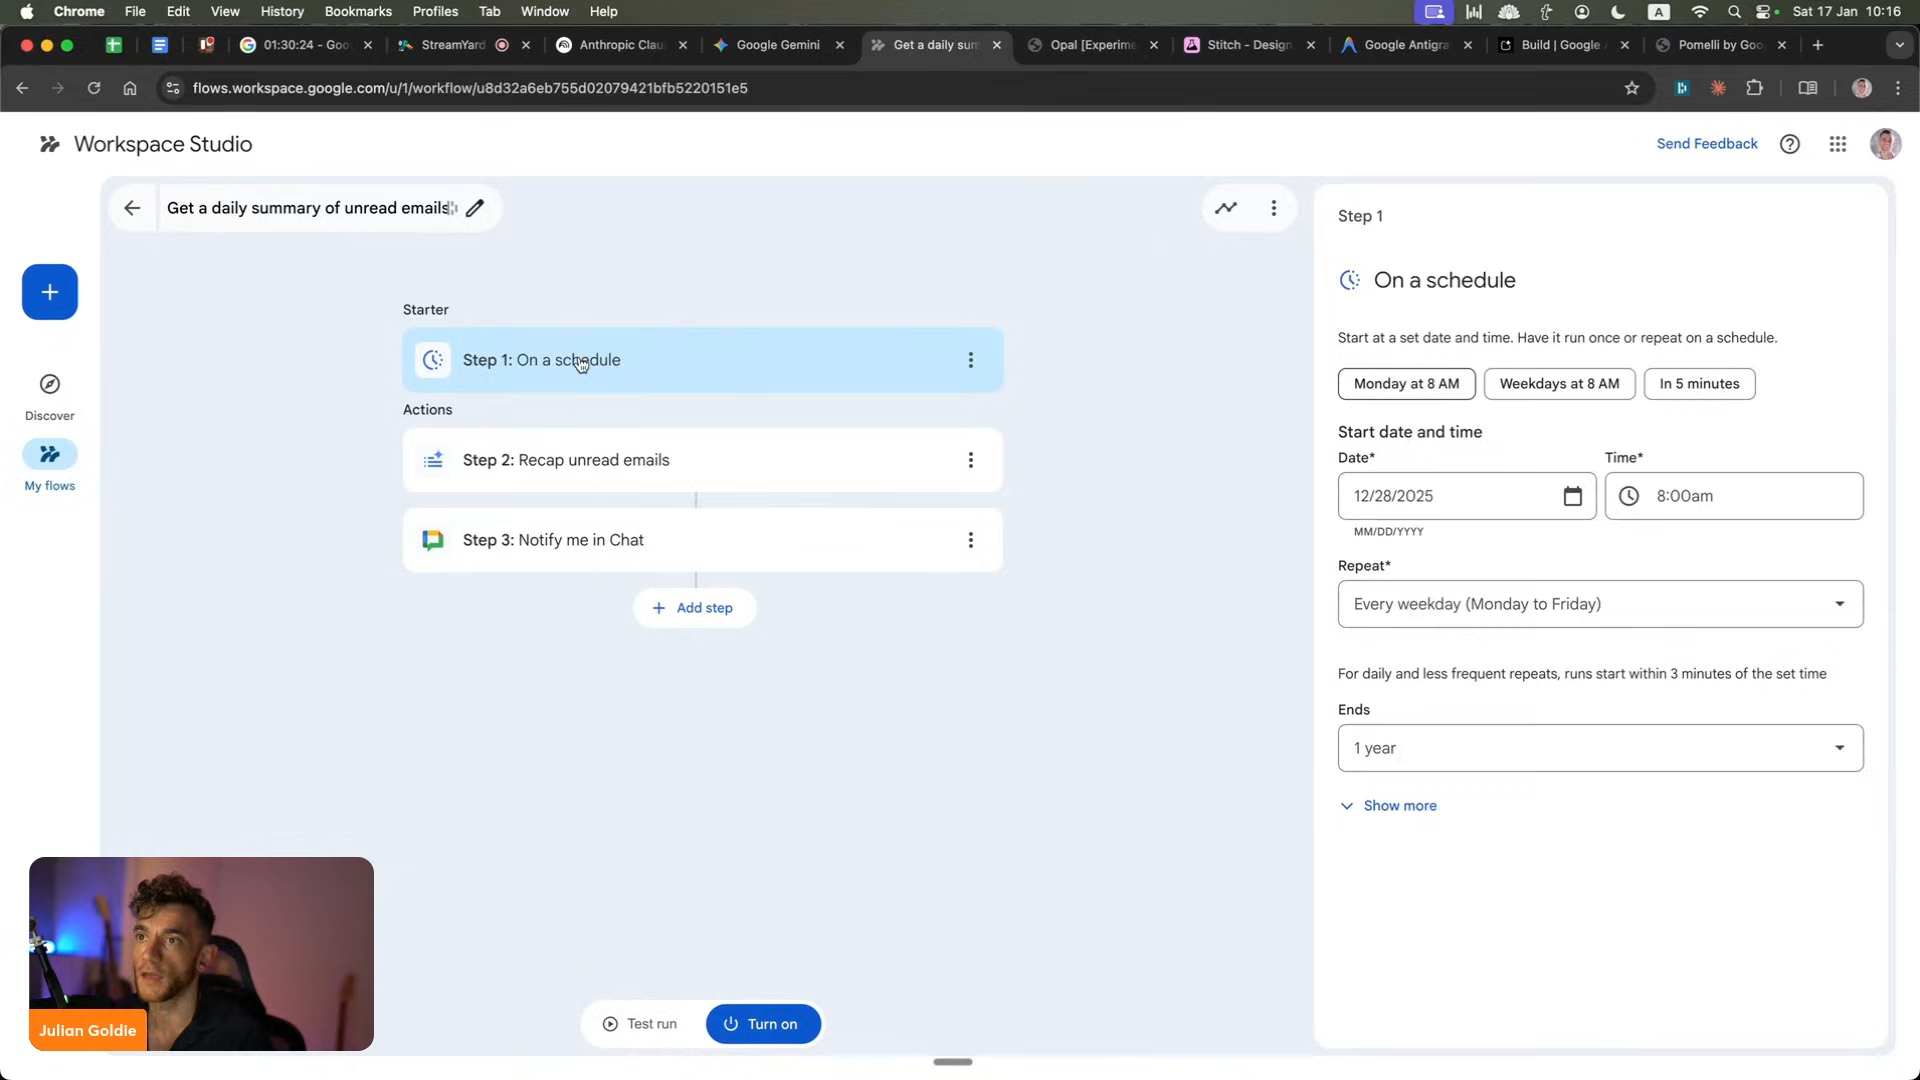 Chrome File Edit View History Bookmarks Profiles Tab Window Help
A Sat 17 Jan 10:16
01:30:24 - Goo
StreamYard
Anthropic Clau
Google Gemini
Get a daily sum
Opal [Experime
Stitch - Design
Google Antigra
Build | Google
Pomelli by Goo
flows.workspace.google.com/u/1/workflow/u8d32a6eb755d02079421bfb5220151e5
Workspace Studio
Send Feedback
Get a daily summary of unread emails
Discover
My flows
Starter
Step 1: On a schedule
Actions
Step 2: Recap unread emails
Step 3: Notify me in Chat
Add step
Test run
Turn on
Step 1
On a schedule
Start at a set date and time. Have it run once or repeat on a schedule.
Monday at 8 AM
Weekdays at 8 AM
In 5 minutes
Start date and time
Date* Time*
12/28/2025 8:00am
MM/DD/YYYY
Repeat*
Every weekday (Monday to Friday)
For daily and less frequent repeats, runs start within 3 minutes of the set time
Ends
1 year
Show more
Julian Goldie